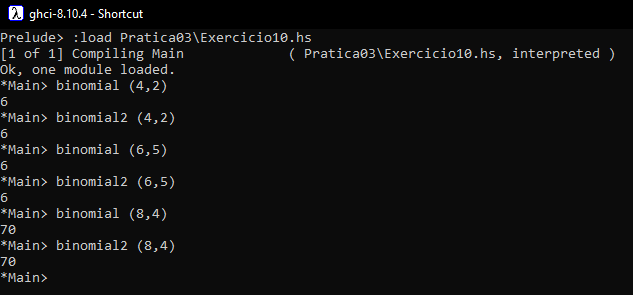 λ ghci-8.10.4 - Shortcut
Prelude> :load Pratica03\Exercicio10.hs
[1 of 1] Compiling Main             ( Pratica03\Exercicio10.hs, interpreted )
Ok, one module loaded.
*Main> binomial (4,2)
6
*Main> binomial2 (4,2)
6
*Main> binomial (6,5)
6
*Main> binomial2 (6,5)
6
*Main> binomial (8,4)
70
*Main> binomial2 (8,4)
70
*Main>